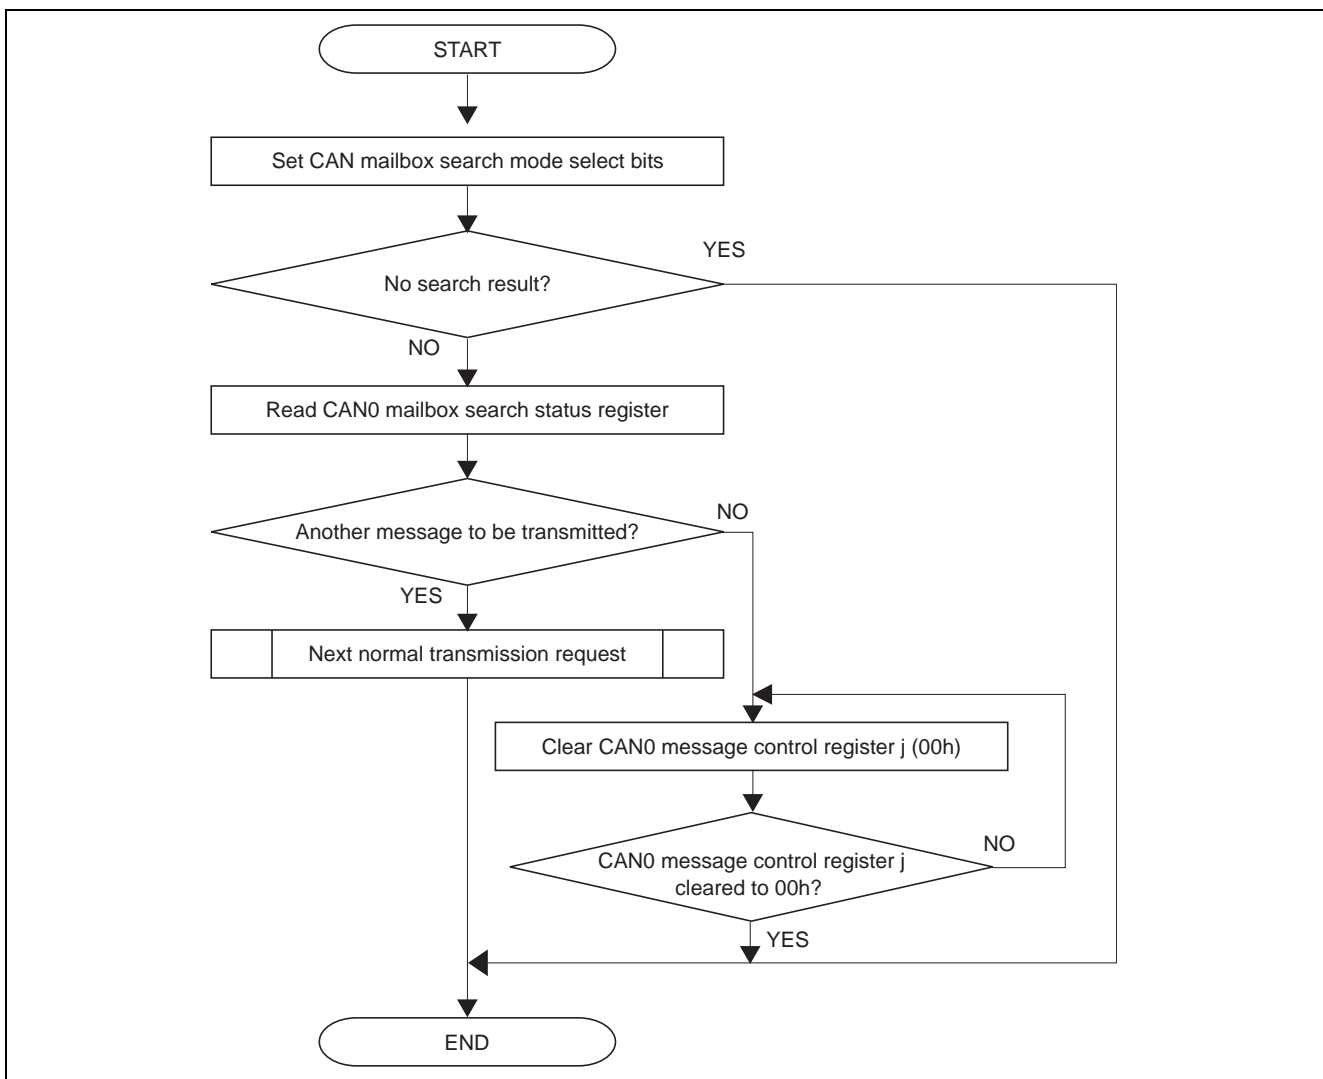 START
Set CAN mailbox search mode select bits
YES
No search result?
NO
Read CAN0 mailbox search status register
NO
Another message to be transmitted?
YES
Next normal transmission request
Clear CAN0 message control register j (00h)
NO
CAN0 message control register j
cleared to 00h?
YES
END